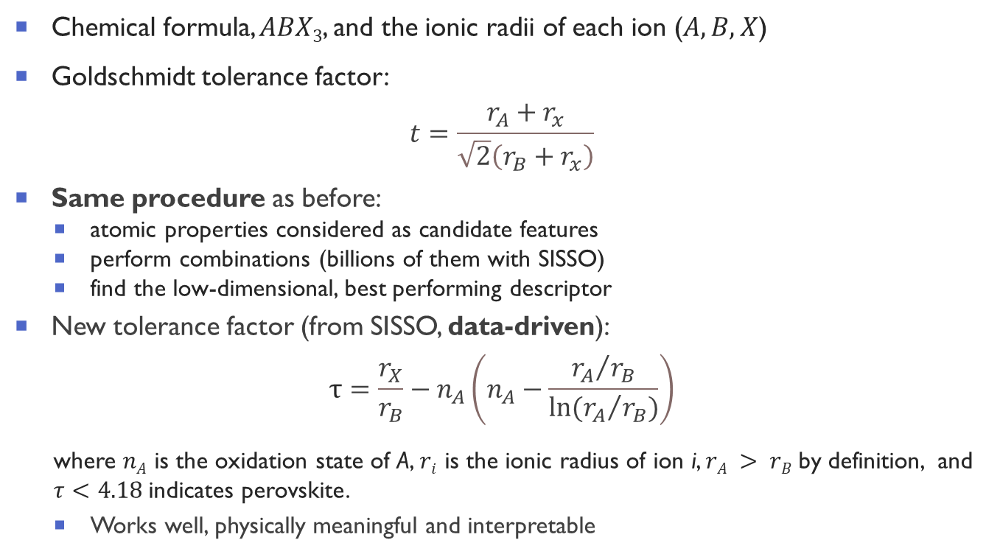 ▪ Chemical formula, $ABX_3$, and the ionic radii of each ion $(A, B, X)$
▪ Goldschmidt tolerance factor:
$t = \frac{r_A + r_x}{\sqrt{2}(r_B + r_x)}$
▪ Same procedure as before:
▪ atomic properties considered as candidate features
▪ perform combinations (billions of them with SISSO)
▪ find the low-dimensional, best performing descriptor
▪ New tolerance factor (from SISSO, data-driven):
$\tau = \frac{r_X}{r_B} - n_A \left( n_A - \frac{r_A/r_B}{\ln(r_A/r_B)} \right)$
where $n_A$ is the oxidation state of A, $r_i$ is the ionic radius of ion i, $r_A > r_B$ by definition, and
$\tau < 4.18$ indicates perovskite.
▪ Works well, physically meaningful and interpretable